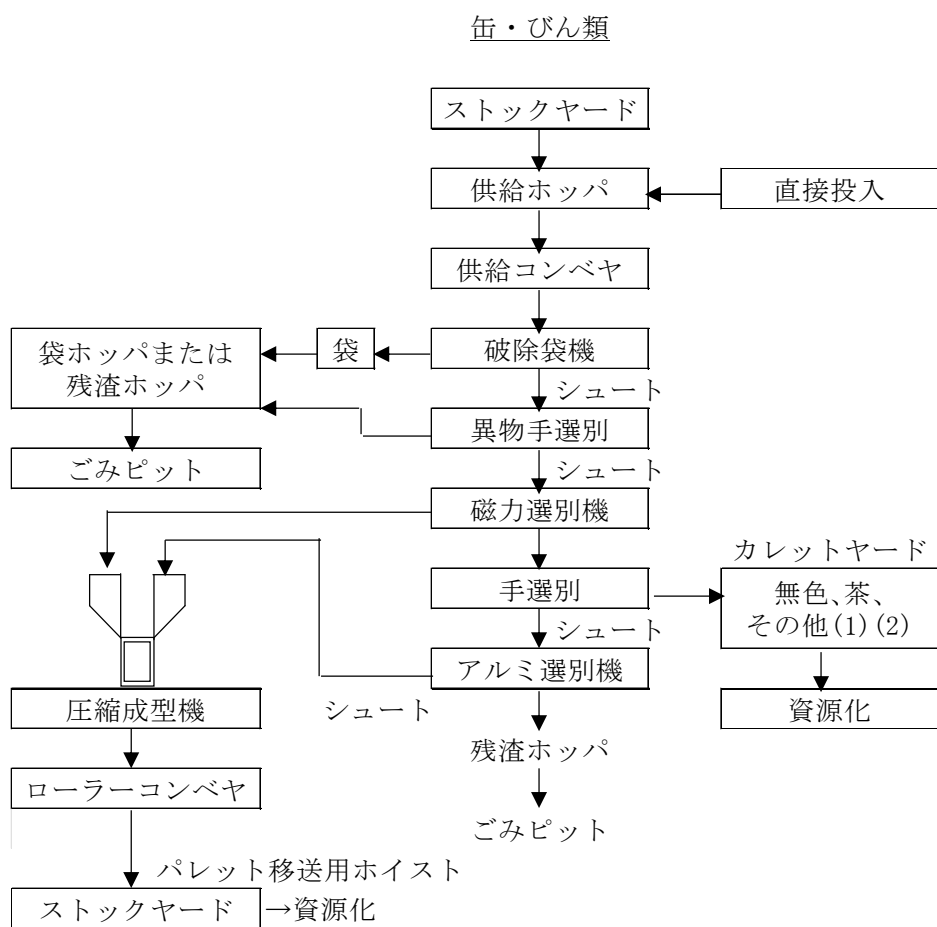 缶・びん類
ストックヤード
供給ホッパ
直接投入
供給コンベヤ
袋ホッパまたは
残渣ホッパ
袋
破除袋機
シュート
異物手選別
ごみピット
シュート
磁力選別機
カレットヤード
手選別
無色、茶、
その他(1)(2)
シュート
アルミ選別機
圧縮成型機
シュート
資源化
残渣ホッパ
ローラーコンベヤ
ごみピット
パレット移送用ホイスト
ストックヤード
→資源化